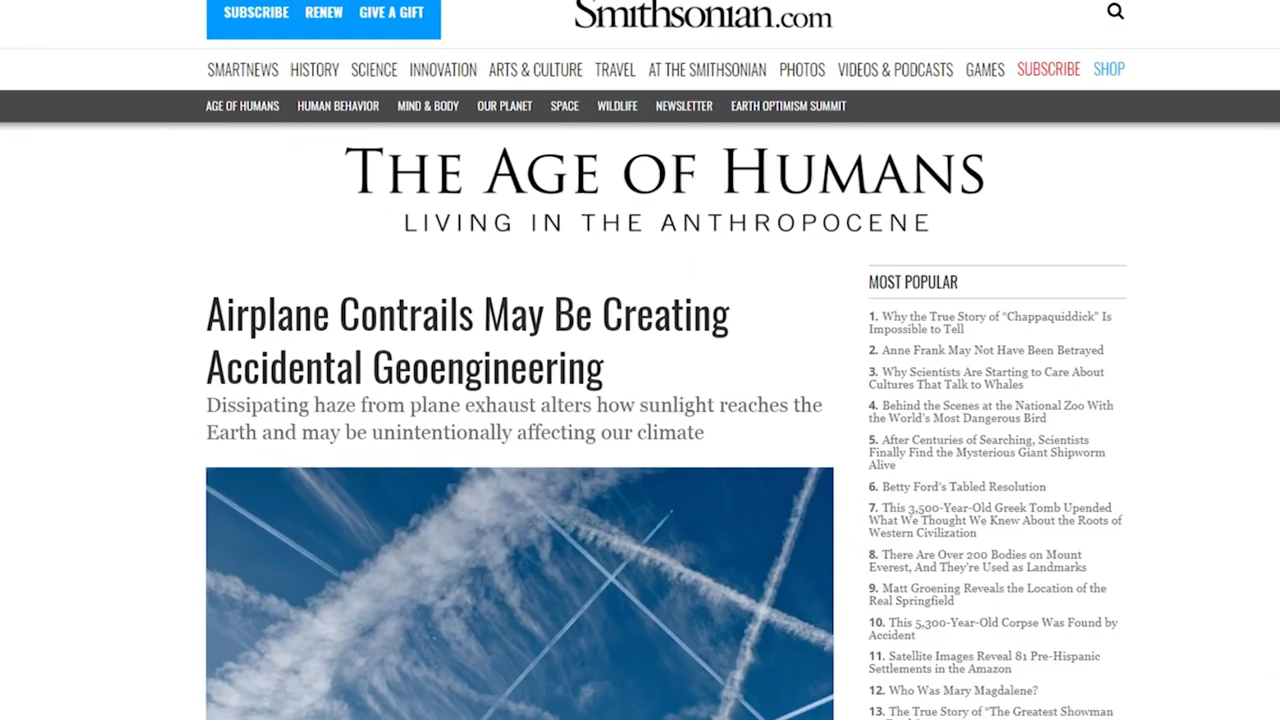 SUBSCRIBE RENEW GIVE A GIFT
Smithsonian.com
SMARTNEWS HISTORY SCIENCE INNOVATION ARTS & CULTURE TRAVEL AT THE SMITHSONIAN PHOTOS VIDEOS & PODCASTS GAMES SUBSCRIBE SHOP
AGE OF HUMANS HUMAN BEHAVIOR MIND & BODY OUR PLANET SPACE WILDLIFE NEWSLETTER EARTH OPTIMISM SUMMIT
THE AGE OF HUMANS
LIVING IN THE ANTHROPOCENE
Airplane Contrails May Be Creating
Accidental Geoengineering
Dissipating haze from plane exhaust alters how sunlight reaches the
Earth and may be unintentionally affecting our climate
MOST POPULAR
1. Why the True Story of “Chappaquiddick” Is
Impossible to Tell
2. Anne Frank May Not Have Been Betrayed
3. Why Scientists Are Starting to Care About
Cultures That Talk to Whales
4. Behind the Scenes at the National Zoo With
the World's Most Dangerous Bird
5. After Centuries of Searching, Scientists
Finally Find the Mysterious Giant Shipworm
Alive
6. Betty Ford's Tabled Resolution
7. This 3,500-Year-Old Greek Tomb Upended
What We Thought We Knew About the Roots of
Western Civilization
8. There Are Over 200 Bodies on Mount
Everest, And They're Used as Landmarks
9. Matt Groening Reveals the Location of the
Real Springfield
10. This 5,300-Year-Old Corpse Was Found by
Accident
11. Satellite Images Reveal 81 Pre-Hispanic
Settlements in the Amazon
12. Who Was Mary Magdalene?
13. The True Story of “The Greatest Showman